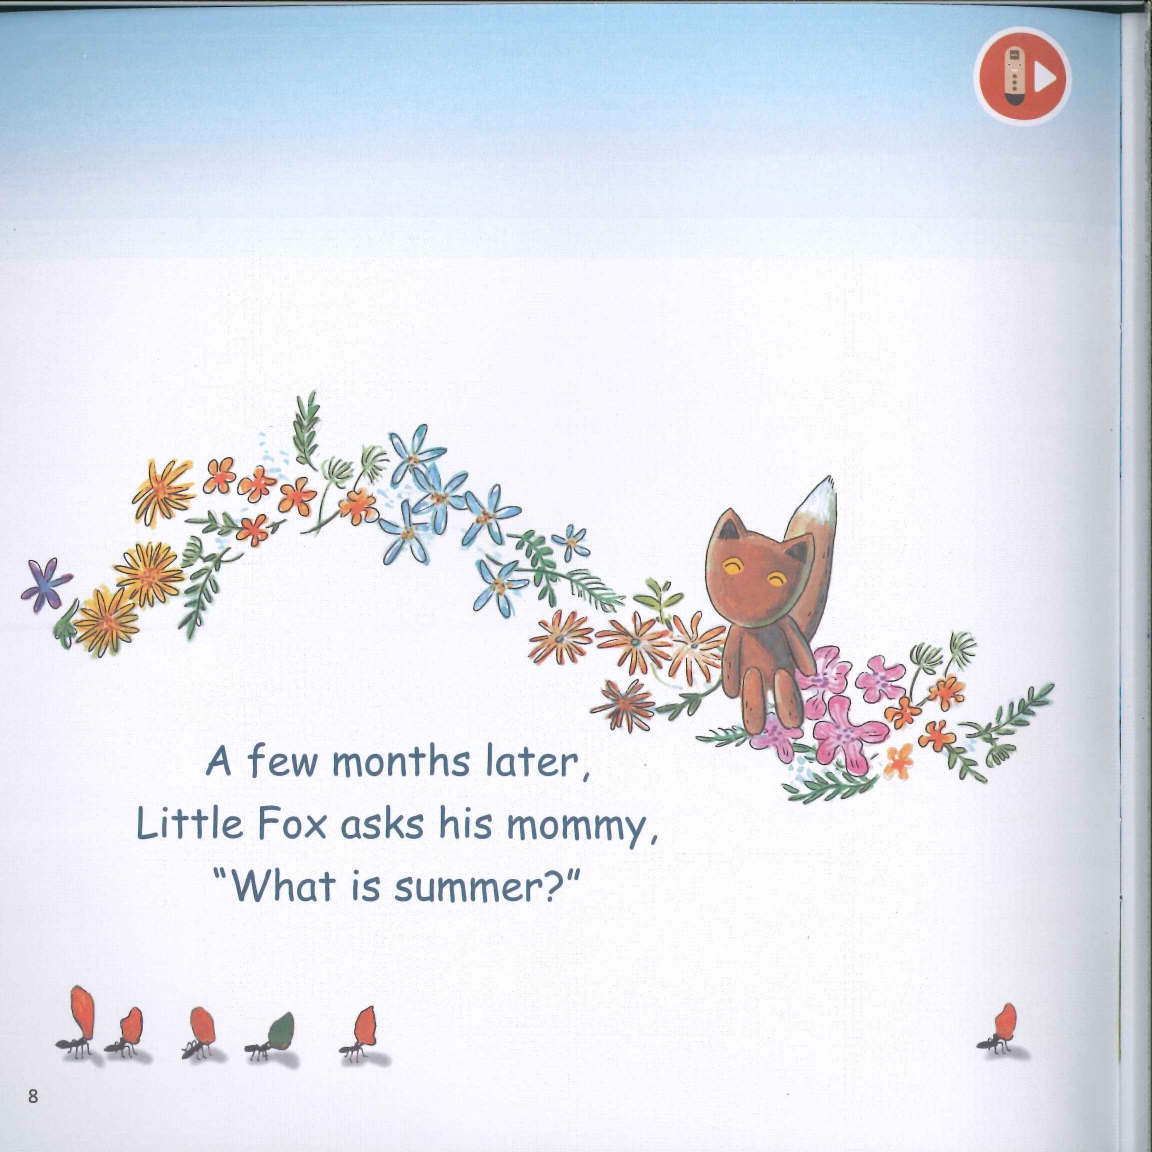 A few months later,
Little Fox asks his mommy,
“What is summer?”
8